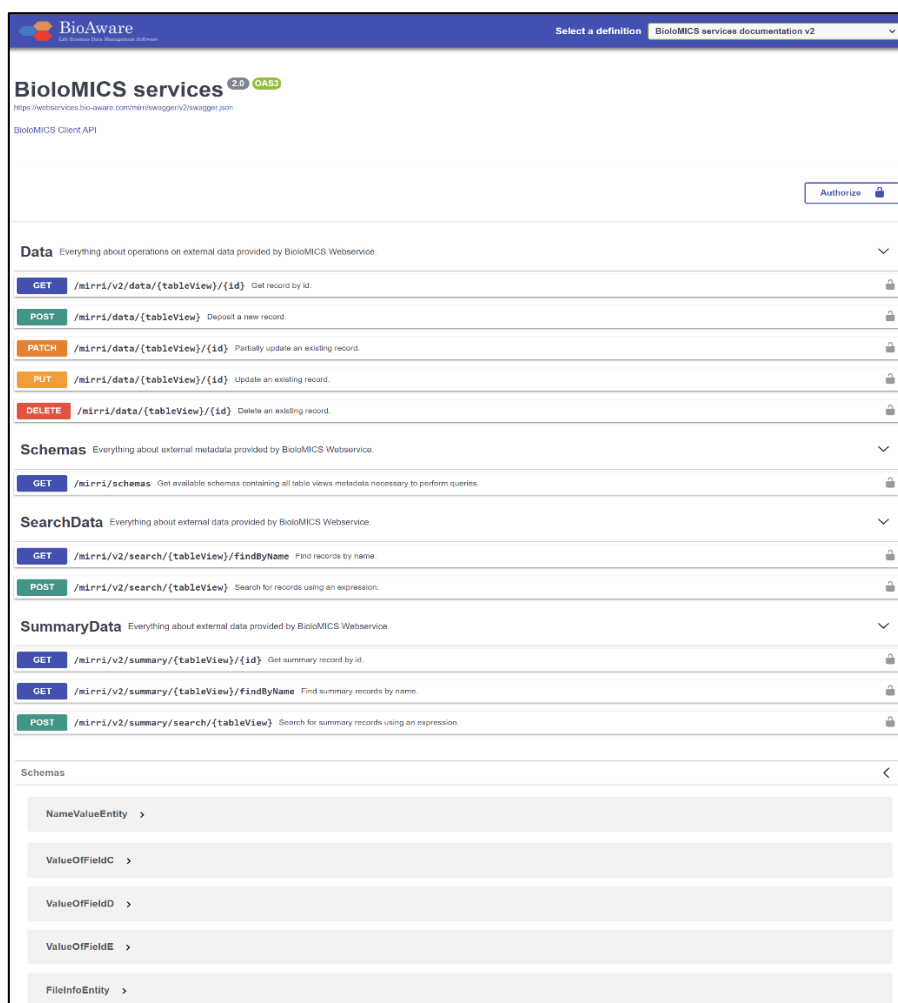 BioAware
Life Sciences Data Management Software
Select a definition BioloMICS services documentation v2
BioloMICS services 2.0 OAS3
https://webservices.bio-aware.com/mirri/swagger/v2/swagger.json
BioloMICS Client API
Authorize
Data Everything about operations on external data provided by BioloMICS Webservice.
GET /mirri/v2/data/{tableView}/{id} Get record by id.
POST /mirri/data/{tableView} Deposit a new record.
PATCH /mirri/data/{tableView}/{id} Partially update an existing record.
PUT /mirri/data/{tableView}/{id} Update an existing record.
DELETE /mirri/data/{tableView}/{id} Delete an existing record.
Schemas Everything about external metadata provided by BioloMICS Webservice.
GET /mirri/schemas Get available schemas containing all table views metadata necessary to perform queries.
SearchData Everything about external data provided by BioloMICS Webservice.
GET /mirri/v2/search/{tableView}/findByName Find records by name.
POST /mirri/v2/search/{tableView} Search for records using an expression.
SummaryData Everything about external data provided by BioloMICS Webservice.
GET /mirri/v2/summary/{tableView}/{id} Get summary record by id.
GET /mirri/v2/summary/{tableView}/findByName Find summary records by name.
POST /mirri/v2/summary/search/{tableView} Search for summary records using an expression.
Schemas
NameValueEntity
ValueOfFieldC
ValueOfFieldD
ValueOfFieldE
FileInfoEntity